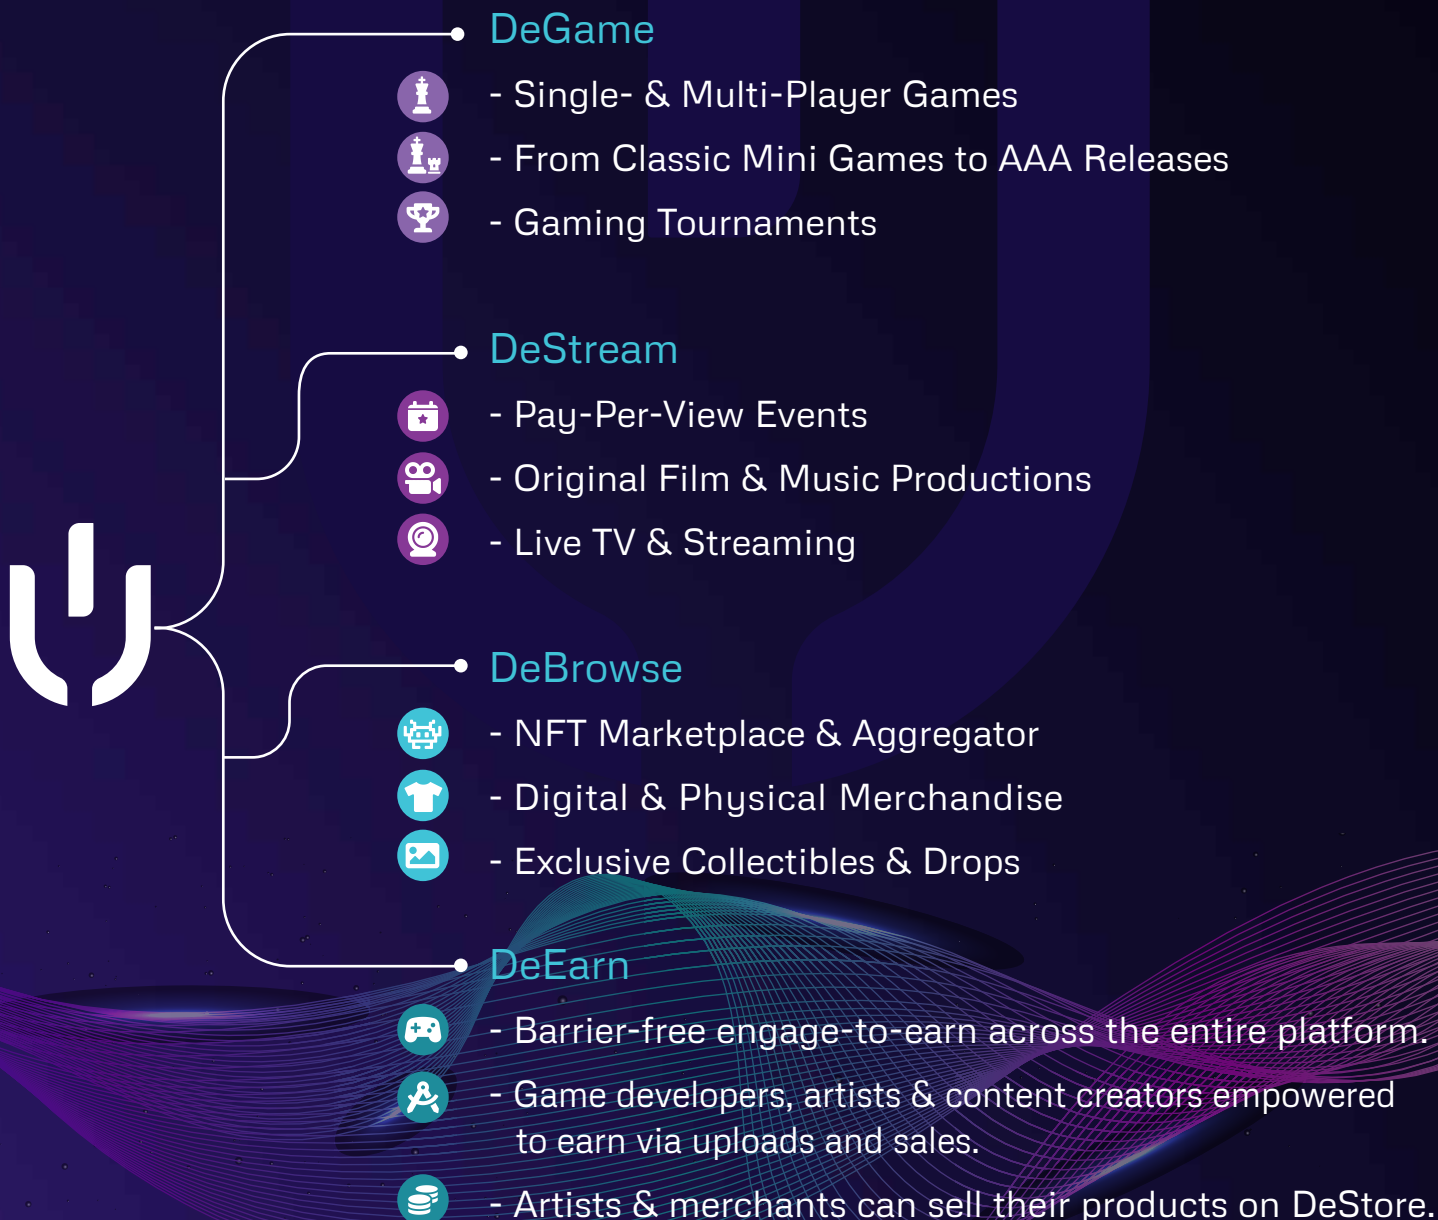 DeGame
- Single- & Multi-Player Games
- From Classic Mini Games to AAA Releases
- Gaming Tournaments
DeStream
- Pay-Per-View Events
- Original Film & Music Productions
- Live TV & Streaming
DeBrowse
- NFT Marketplace & Aggregator
- Digital & Physical Merchandise
- Exclusive Collectibles & Drops
DeEarn
- Barrier-free engage-to-earn across the entire platform.
- Game developers, artists & content creators empowered
to earn via uploads and sales.
- Artists & merchants can sell their products on DeStore.